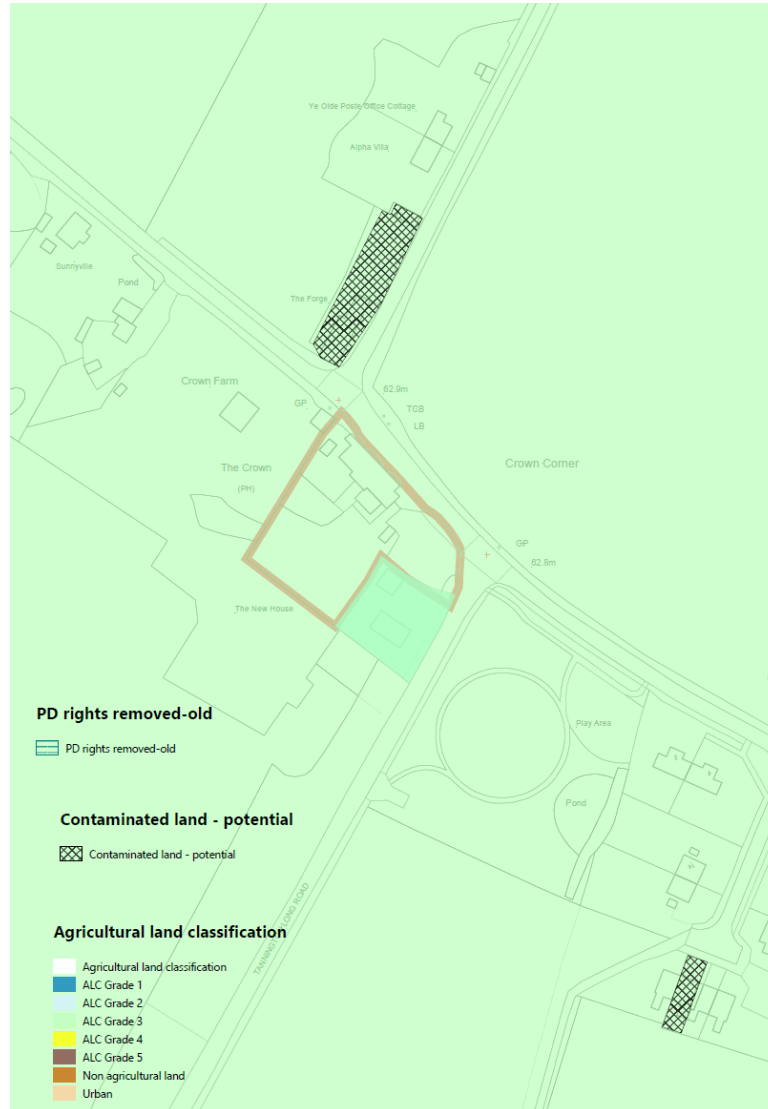 Ye Olde Poste Office Cottage
Alpha Villa
Sunnyville
Pond
The Forge
Crown Farm
GP
62.9m
TCB
LB
The Crown
(PH)
Crown Corner
GP
62.8m
The New House
PD rights removed-old
PD rights removed-old
Play Area
Pond
Contaminated land - potential
Contaminated land - potential
TANNINGTON LONG ROAD
Agricultural land classification
Agricultural land classification
ALC Grade 1
ALC Grade 2
ALC Grade 3
ALC Grade 4
ALC Grade 5
Non agricultural land
Urban